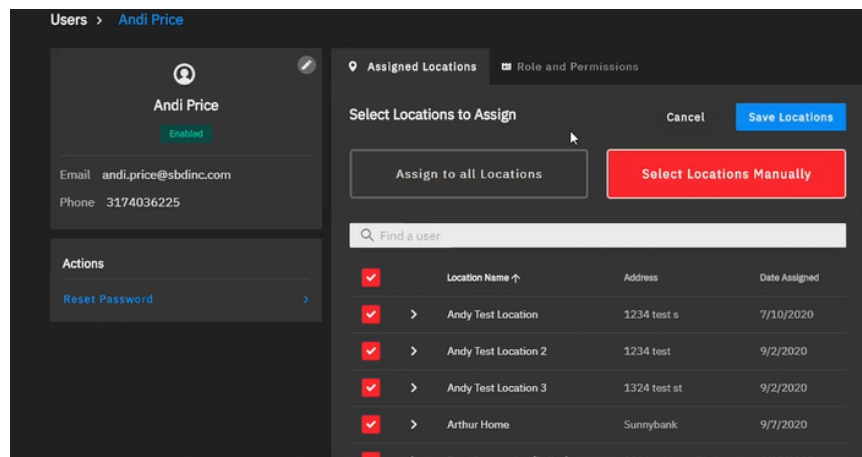 Users > Andi Price
Andi Price
Enabled
Email andi.price@sbdinc.com
Phone 3174036225
Actions
Reset Password >
Assigned Locations Role and Permissions
Select Locations to Assign Cancel Save Locations
Assign to all Locations Select Locations Manually
Find a user
Location Name ↑ Address Date Assigned
> Andy Test Location 1234 test s 7/10/2020
> Andy Test Location 2 1234 test 9/2/2020
> Andy Test Location 3 1324 test st 9/2/2020
> Arthur Home Sunnybank 9/7/2020